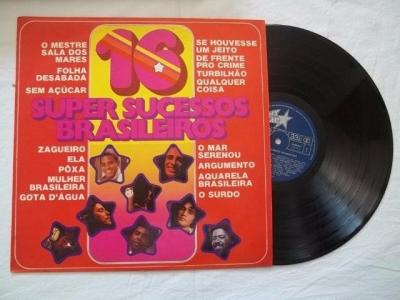 16
O MESTRE
SALA DOS
MARES
FOLHA
DESABADA
SEM AÇÚCAR
SE HOUVESSE
UM JEITO
DE FRENTE
PRO CRIME
TURBILHÃO
QUALQUER
COISA
SUPER SUCESSOS
BRASILEIROS
ZAGUEIRO
ELA
PÔXA
MULHER
BRASILEIRA
GOTA D'ÁGUA
O MAR
SERENOU
ARGUMENTO
AQUARELA
BRASILEIRA
O SURDO